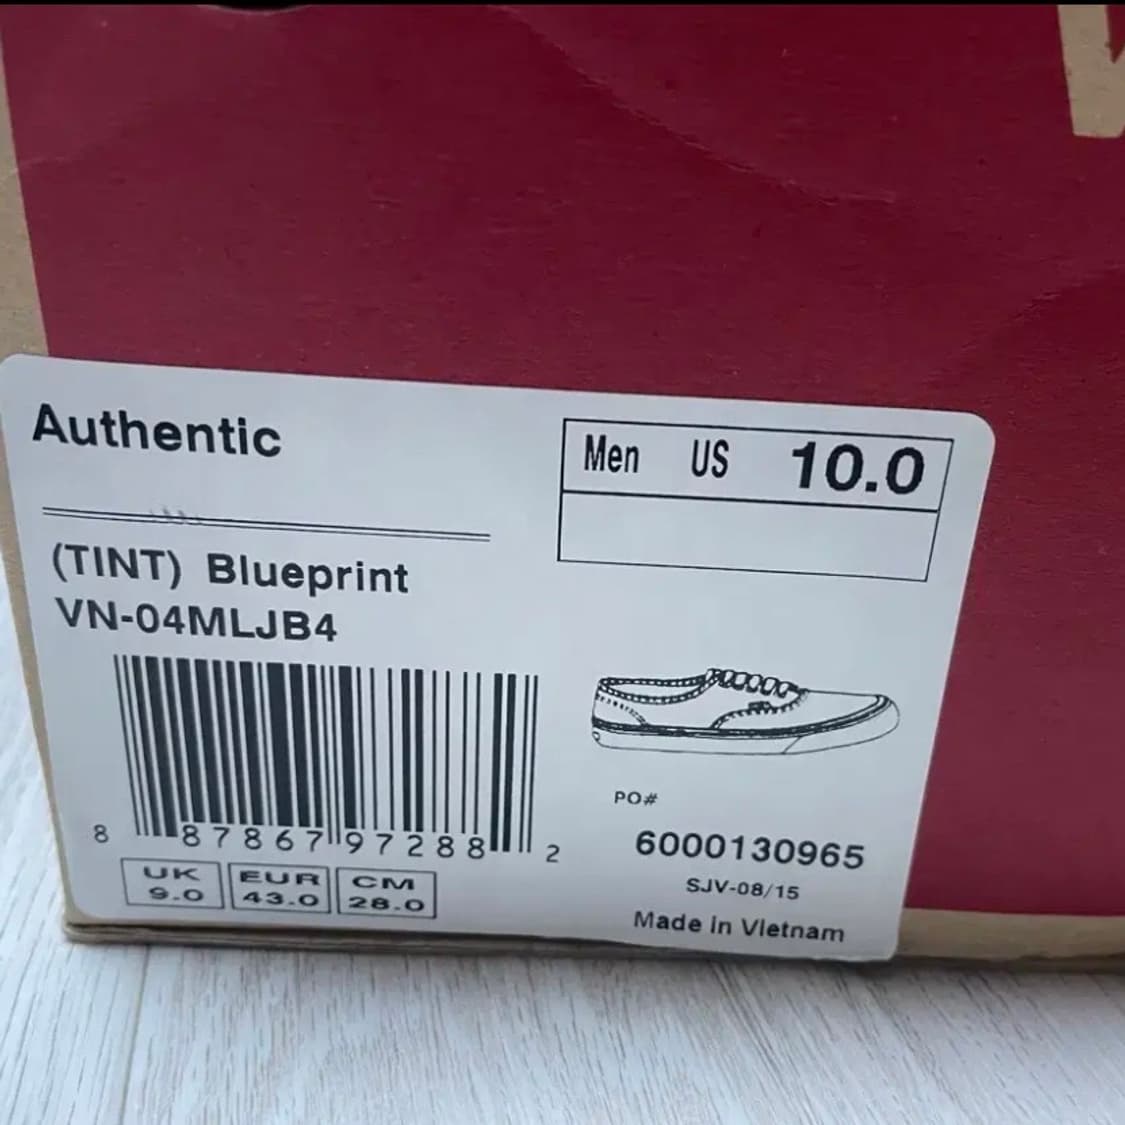 Authentic
Men US 10.0
(TINT) Blueprint
VN-04MLJB4
8 87867 97288 2
UK 9.0
EUR 43.0
CM 28.0
PO#
6000130965
SJV-08/15
Made in Vietnam